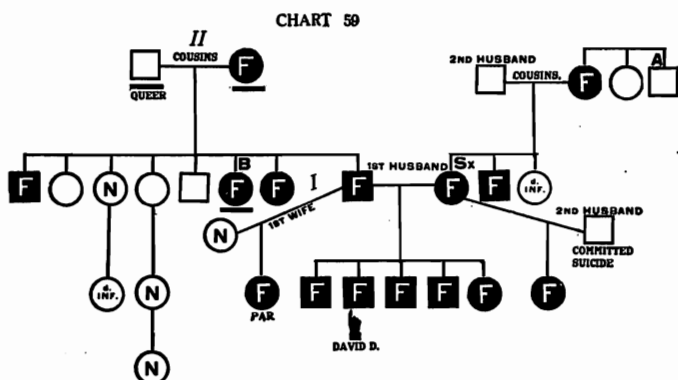 CHART 59
II
COUSINS
F
QUEER
2ND HUSBAND
COUSINS.
F
A
F
N
B
F
F
I
F
1ST HUSBAND
Sx
F
F
d. INF.
N
1ST WIFE
2ND HUSBAND
COMMITTED
SUICIDE
d. INF.
N
F
PAR
F
F
F
F
F
F
DAVID D.
N